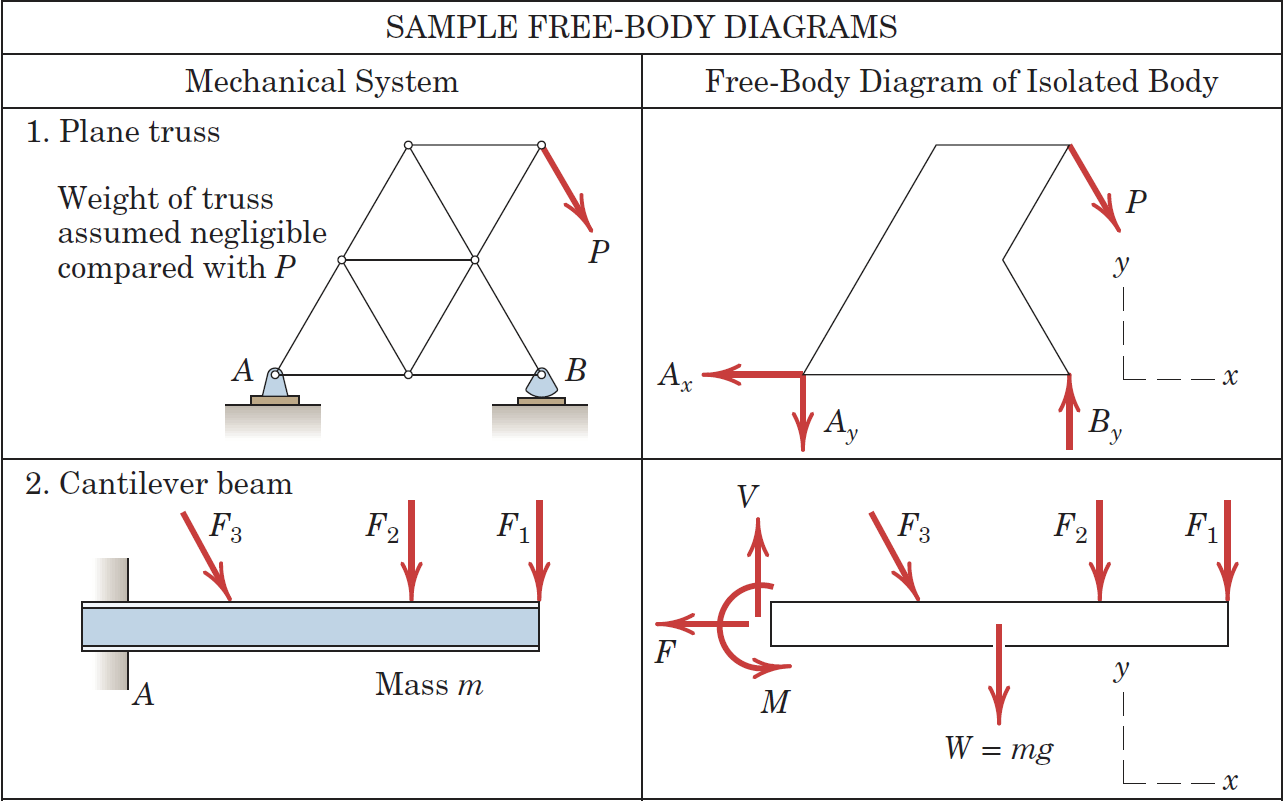 SAMPLE FREE-BODY DIAGRAMS
Mechanical System
Free-Body Diagram of Isolated Body
1. Plane truss
Weight of truss
assumed negligible
compared with P
P
A
B
P
y
x
Aₓ
A_y
B_y
2. Cantilever beam
F₃
F₂
F₁
A
Mass m
V
F₃
F₂
F₁
F
M
y
W = mg
x